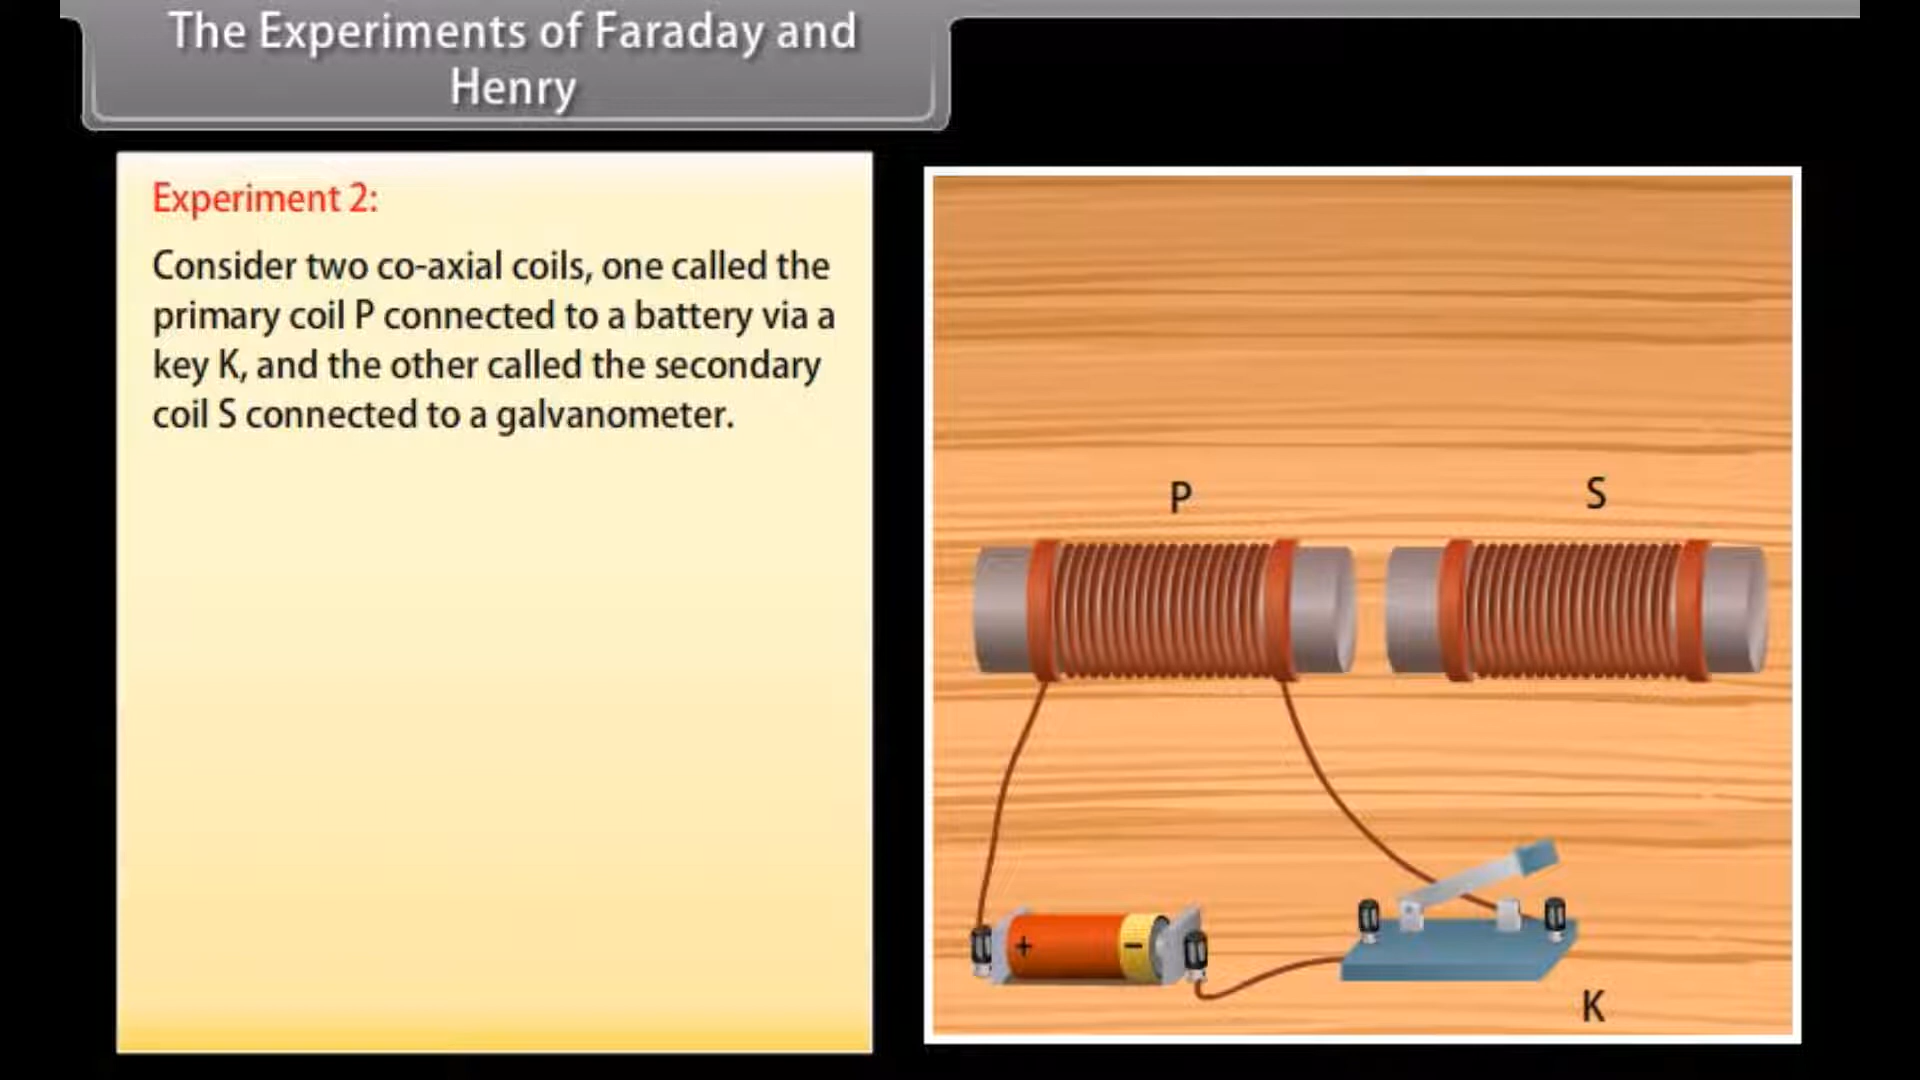 The Experiments of Faraday and
Henry
Experiment 2:
Consider two co-axial coils, one called the
primary coil P connected to a battery via a
key K, and the other called the secondary
coil S connected to a galvanometer.
P
S
+
−
K